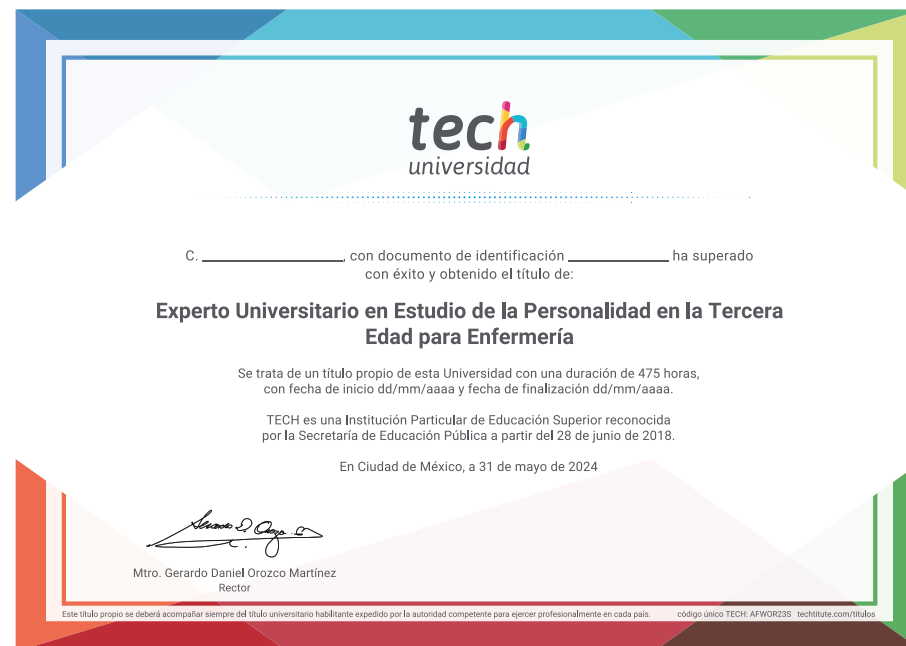 tech
universidad
C. ____________, con documento de identificación ____________ ha superado
con éxito y obtenido el título de:
Experto Universitario en Estudio de la Personalidad en la Tercera
Edad para Enfermería
Se trata de un título propio de esta Universidad con una duración de 475 horas,
con fecha de inicio dd/mm/aaaa y fecha de finalización dd/mm/aaaa.
TECH es una Institución Particular de Educación Superior reconocida
por la Secretaría de Educación Pública a partir del 28 de junio de 2018.
En Ciudad de México, a 31 de mayo de 2024
Mtro. Gerardo Daniel Orozco Martínez
Rector
Este título propio se deberá acompañar siempre del título universitario habilitante expedido por la autoridad competente para ejercer profesionalmente en cada país. código único TECH: AFWOR23S techtitute.com/titulos